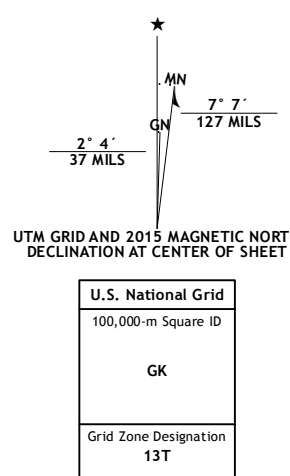 ★
MN
GN
7° 7´
127 MILS
2° 4´
37 MILS
UTM GRID AND 2015 MAGNETIC NORT
DECLINATION AT CENTER OF SHEET
U.S. National Grid
100,000-m Square ID
GK
Grid Zone Designation
13T